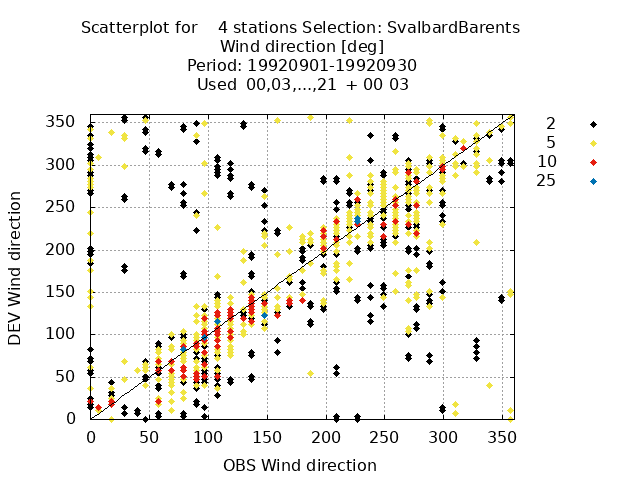 Scatterplot for 4 stations Selection: SvalbardBarents
Wind direction [deg]
Period: 19920901-19920930
Used 00,03,...,21 + 00 03
DEV Wind direction
350
300
250
200
150
100
50
0
0 50 100 150 200 250 300 350
OBS Wind direction
2
5
10
25